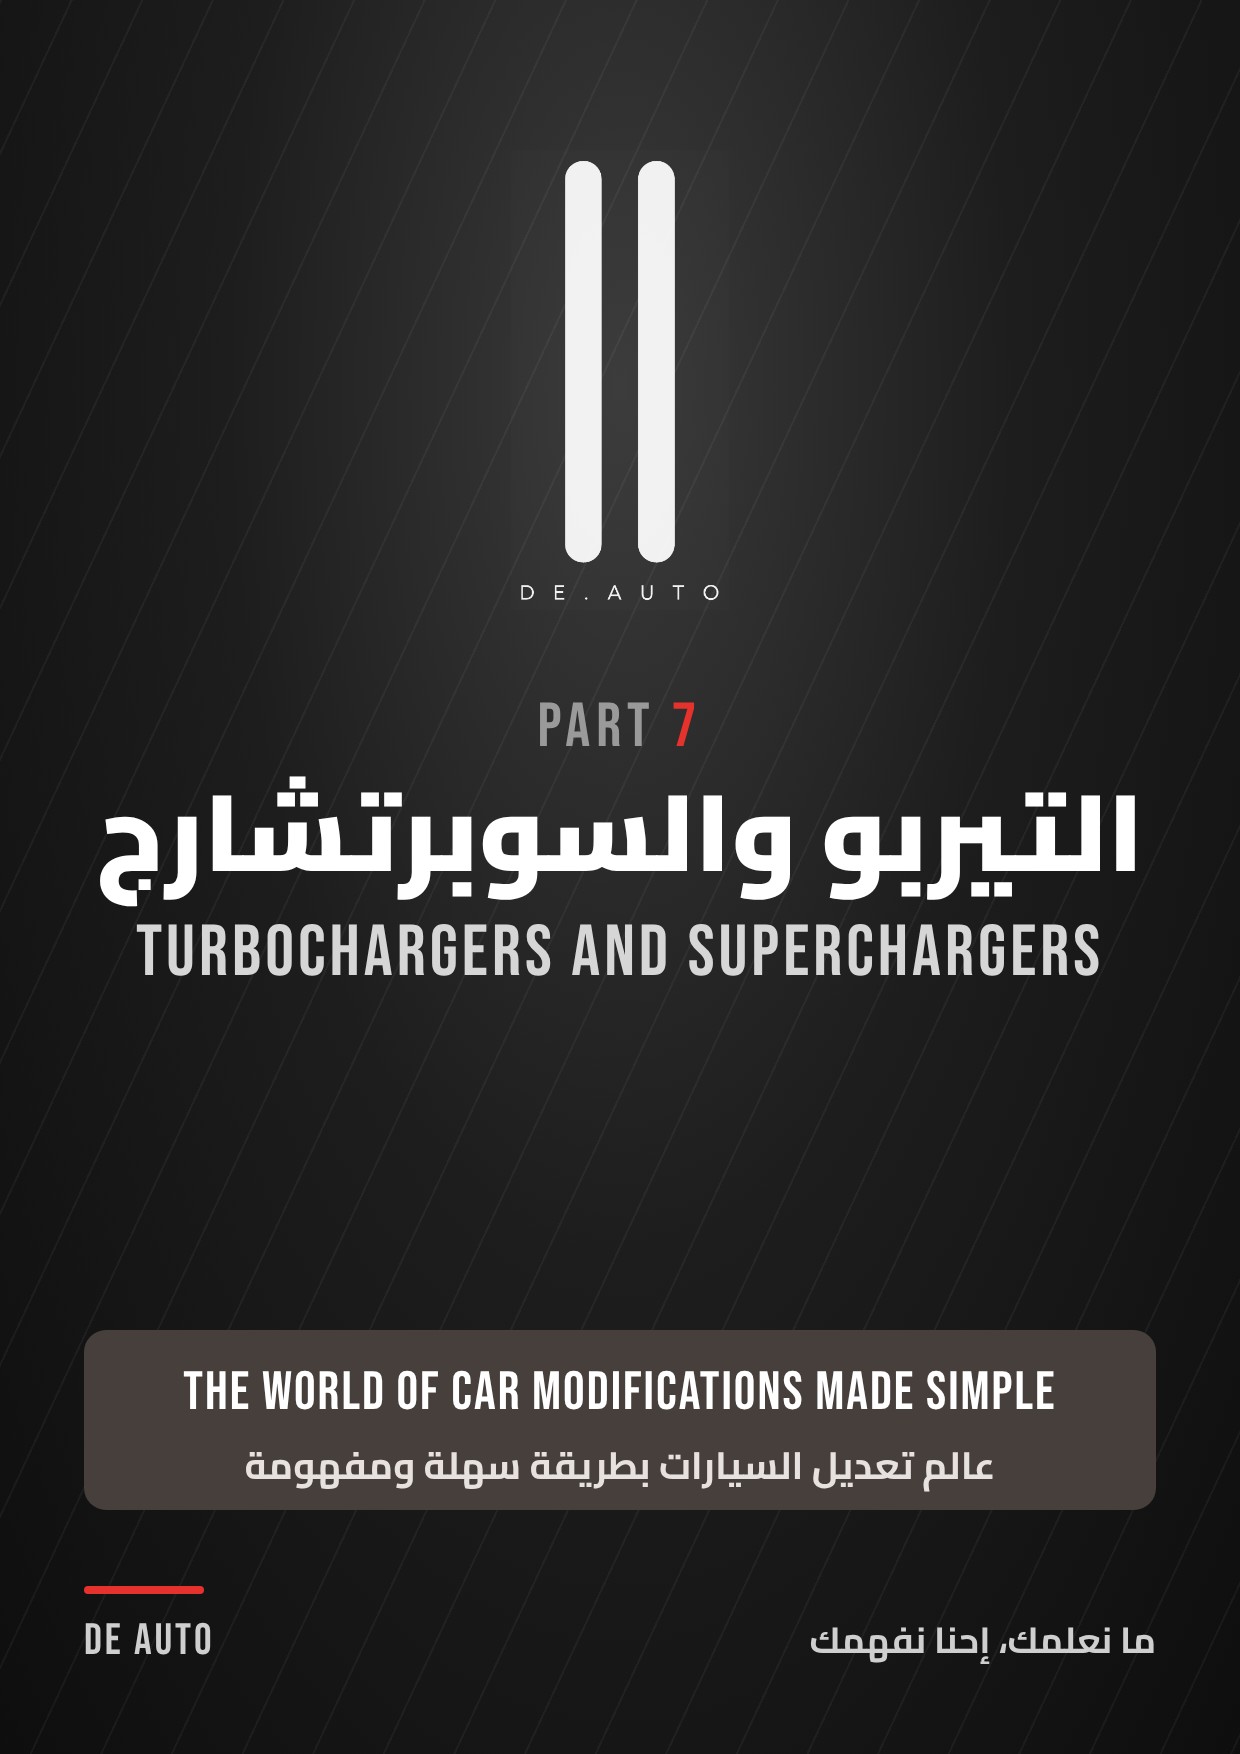 DE.AUTO
PART 7
التيربو والسوبرتشارج
TURBOCHARGERS AND SUPERCHARGERS
THE WORLD OF CAR MODIFICATIONS MADE SIMPLE
عالم تعديل السيارات بطريقة سهلة ومفهومة
DE AUTO
ما نعلمك، إحنا نفهمك